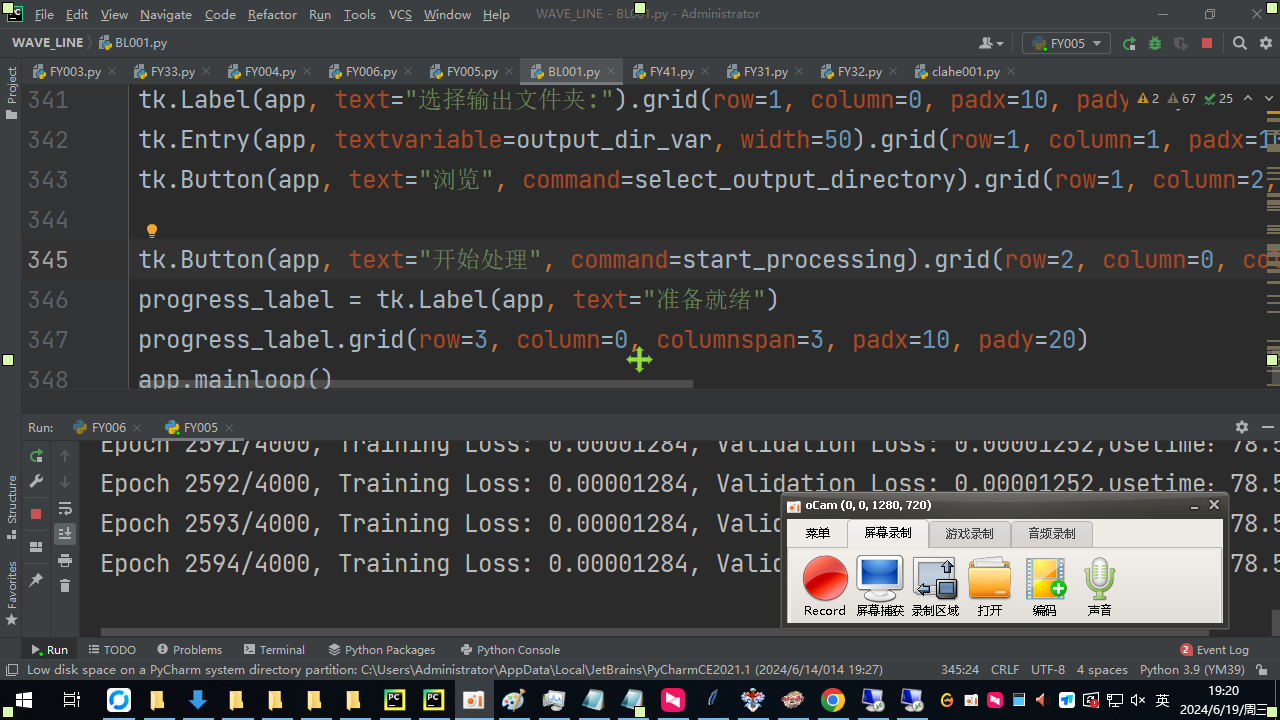 File Edit View Navigate Code Refactor Run Tools VCS Window Help WAVE_LINE - BL001.py - Administrator
WAVE_LINE BL001.py FY005
Project
FY003.py FY33.py FY004.py FY006.py FY005.py BL001.py FY41.py FY31.py FY32.py clahe001.py
2 67 25
341 tk.Label(app, text="选择输出文件夹:").grid(row=1, column=0, padx=10, pady
342 tk.Entry(app, textvariable=output_dir_var, width=50).grid(row=1, column=1, padx=1
343 tk.Button(app, text="浏览", command=select_output_directory).grid(row=1, column=2,
344
345 tk.Button(app, text="开始处理", command=start_processing).grid(row=2, column=0, co
346 progress_label = tk.Label(app, text="准备就绪")
347 progress_label.grid(row=3, column=0, columnspan=3, padx=10, pady=20)
348 app.mainloop()
Run: FY006 FY005
Epoch 2591/4000, Training Loss: 0.00001284, Validation Loss: 0.00001252,usetime: 78.5
Epoch 2592/4000, Training Loss: 0.00001284, Validation Loss: 0.00001252,usetime: 78.5
Epoch 2593/4000, Training Loss: 0.00001284, Valid 78.5
Epoch 2594/4000, Training Loss: 0.00001284, Valid 78.5
Structure
Favorites
oCam (0, 0, 1280, 720)
菜单 屏幕录制 游戏录制 音频录制
Record 屏幕捕获 录制区域 打开 编码 声音
Run TODO Problems Terminal Python Packages Python Console 2 Event Log
Low disk space on a PyCharm system directory partition: C:\Users\Administrator\AppData\Local\JetBrains\PyCharmCE2021.1 (2024/6/14/014 19:27) 345:24 CRLF UTF-8 4 spaces Python 3.9 (YM39)
英 19:20
2024/6/19/周三